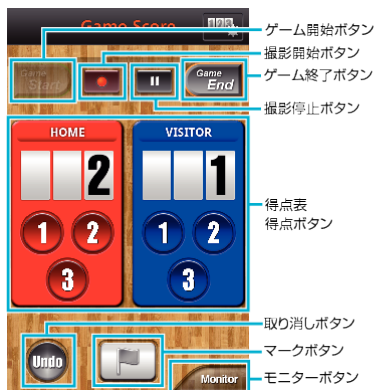 Game Score
123
ゲーム開始ボタン
撮影開始ボタン
Game
Start
Game
End
ゲーム終了ボタン
撮影停止ボタン
HOME
VISITOR
2
1
得点表
得点ボタン
1 2
1 2
3
3
取り消しボタン
Undo
マークボタン
Monitor
モニターボタン